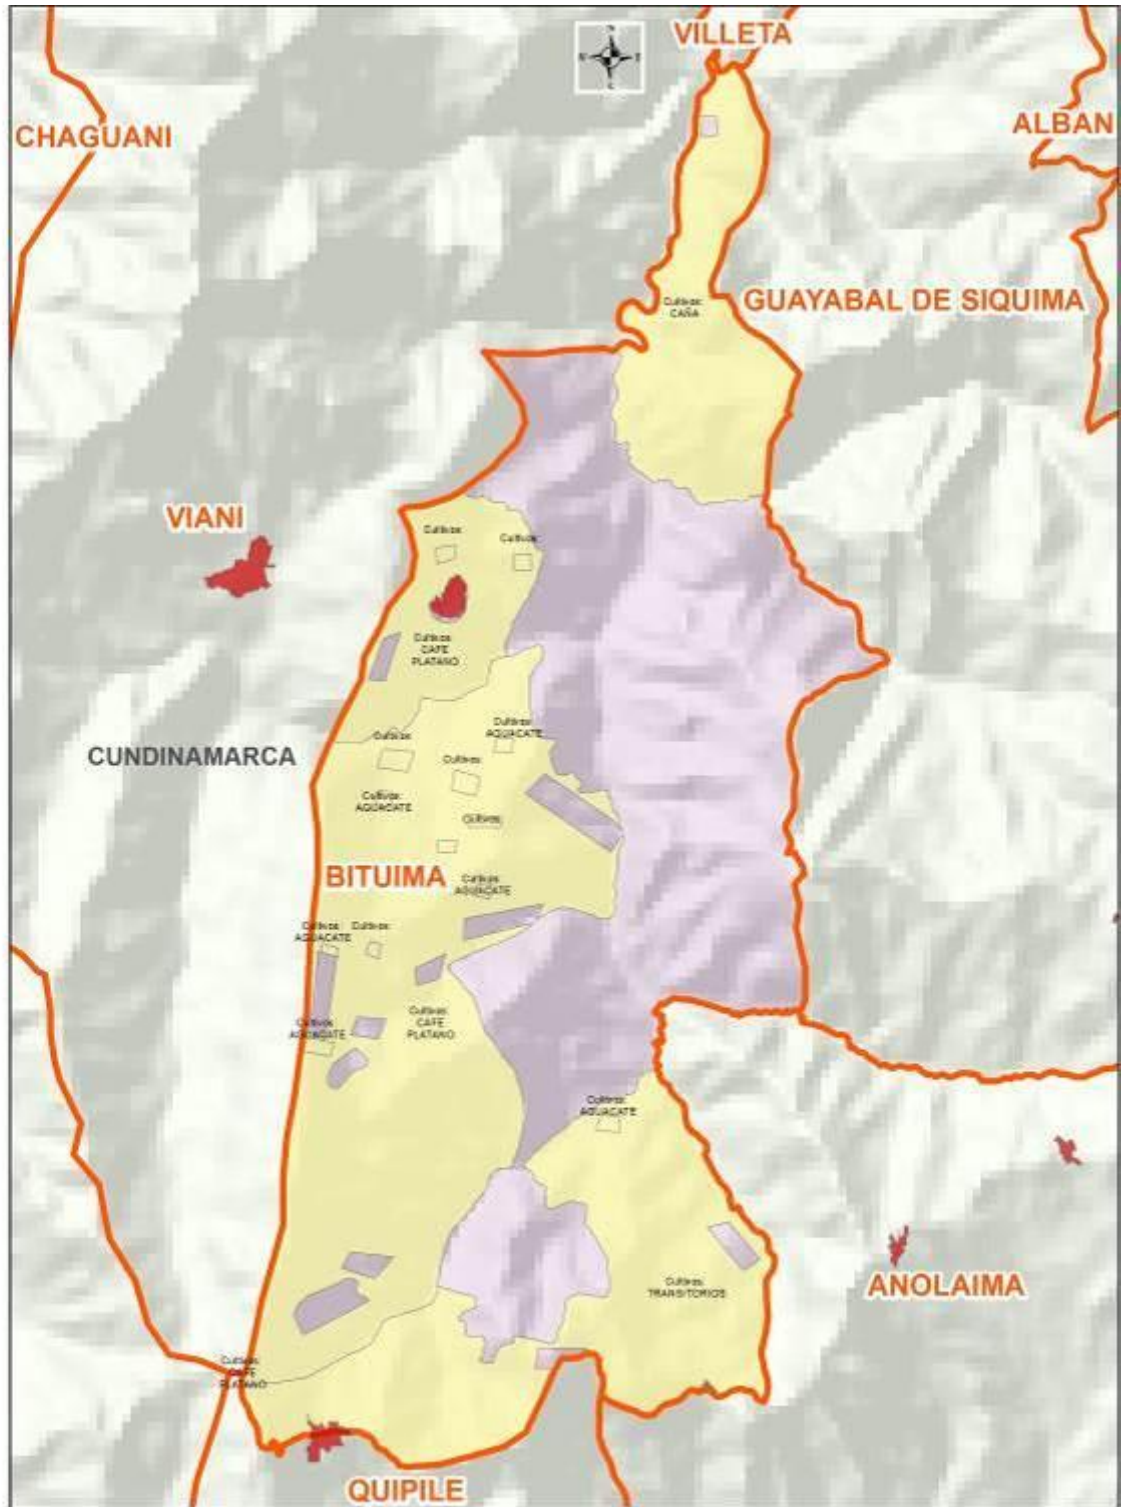 VILLETA
CHAGUANI
ALBAN
GUAYABAL DE SIQUIMA
Cultivos:
CAÑA
VIANI
Cultivos:
Cultivos:
Cultivos:
CAFE
PLATANO
Cultivos:
AGUACATE
Cultivos:
Cultivos:
CUNDINAMARCA
Cultivos:
AGUACATE
Cultivos:
BITUIMA
Cultivos:
AGUACATE
Cultivos:
AGUACATE
Cultivos:
Cultivos:
AGUACATE
Cultivos:
CAFE
PLATANO
Cultivos:
AGUACATE
Cultivos:
TRANSITORIOS
ANOLAIMA
Cultivos:
CAFE
PLATANO
QUIPILE